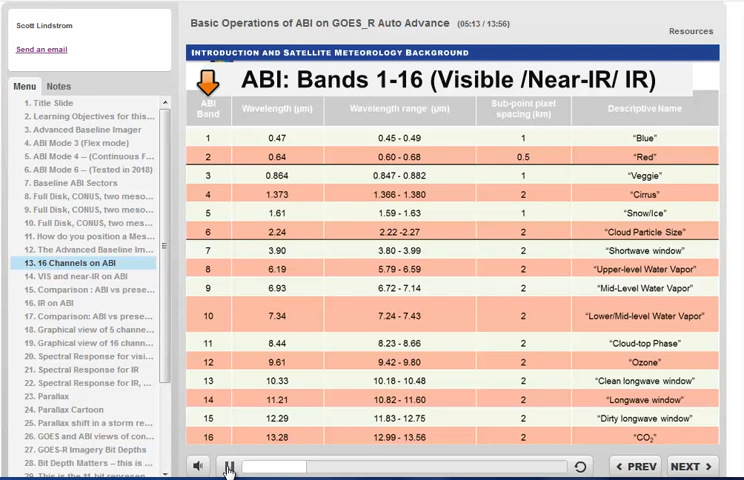 Scott Lindstrom
Send an email
Basic Operations of ABI on GOES_R Auto Advance (05:13 / 13:56)
Resources
Menu Notes
1. Title Slide
2. Learning Objectives for this...
3. Advanced Baseline Imager
4. ABI Mode 3 (Flex mode)
5. ABI Mode 4 -- (Continuous F...
6. ABI Mode 6 -- (Tested in 2018)
7. Baseline ABI Sectors
8. Full Disk, CONUS, two meso...
9. Full Disk, CONUS, two meso...
10. Full Disk, CONUS, two mes...
11. How do you position a Mes...
12. The Advanced Baseline Im...
13. 16 Channels on ABI
14. VIS and near-IR on ABI
15. Comparison : ABI vs prese...
16. IR on ABI
17. Comparison: ABI vs prese...
18. Graphical view of 5 channe...
19. Graphical view of 16 chann...
20. Spectral Response for visi...
21. Spectral Response for IR
22. Spectral Response for IR, ...
23. Parallax
24. Parallax Cartoon
25. Parallax shift in a storm re...
26. GOES and ABI views of con...
27. GOES-R Imagery Bit Depths
28. Bit Depth Matters – this is ...
29. This is the 11 bit represen...
INTRODUCTION AND SATELLITE METEOROLOGY BACKGROUND
ABI: Bands 1-16 (Visible /Near-IR/ IR)
ABI Band Wavelength (μm) Wavelength range (μm) Sub-point pixel spacing (km) Descriptive Name
1 0.47 0.45 - 0.49 1 “Blue”
2 0.64 0.60 - 0.68 0.5 “Red”
3 0.864 0.847 - 0.882 1 “Veggie”
4 1.373 1.366 - 1.380 2 “Cirrus”
5 1.61 1.59 - 1.63 1 “Snow/Ice”
6 2.24 2.22 -2.27 2 “Cloud Particle Size”
7 3.90 3.80 - 3.99 2 “Shortwave window”
8 6.19 5.79 - 6.59 2 “Upper-level Water Vapor”
9 6.93 6.72 - 7.14 2 “Mid-Level Water Vapor”
10 7.34 7.24 - 7.43 2 “Lower/Mid-level Water Vapor”
11 8.44 8.23 - 8.66 2 “Cloud-top Phase”
12 9.61 9.42 - 9.80 2 “Ozone”
13 10.33 10.18 - 10.48 2 “Clean longwave window”
14 11.21 10.82 - 11.60 2 “Longwave window”
15 12.29 11.83 - 12.75 2 “Dirty longwave window”
16 13.28 12.99 - 13.56 2 “CO₂”
< PREV NEXT >